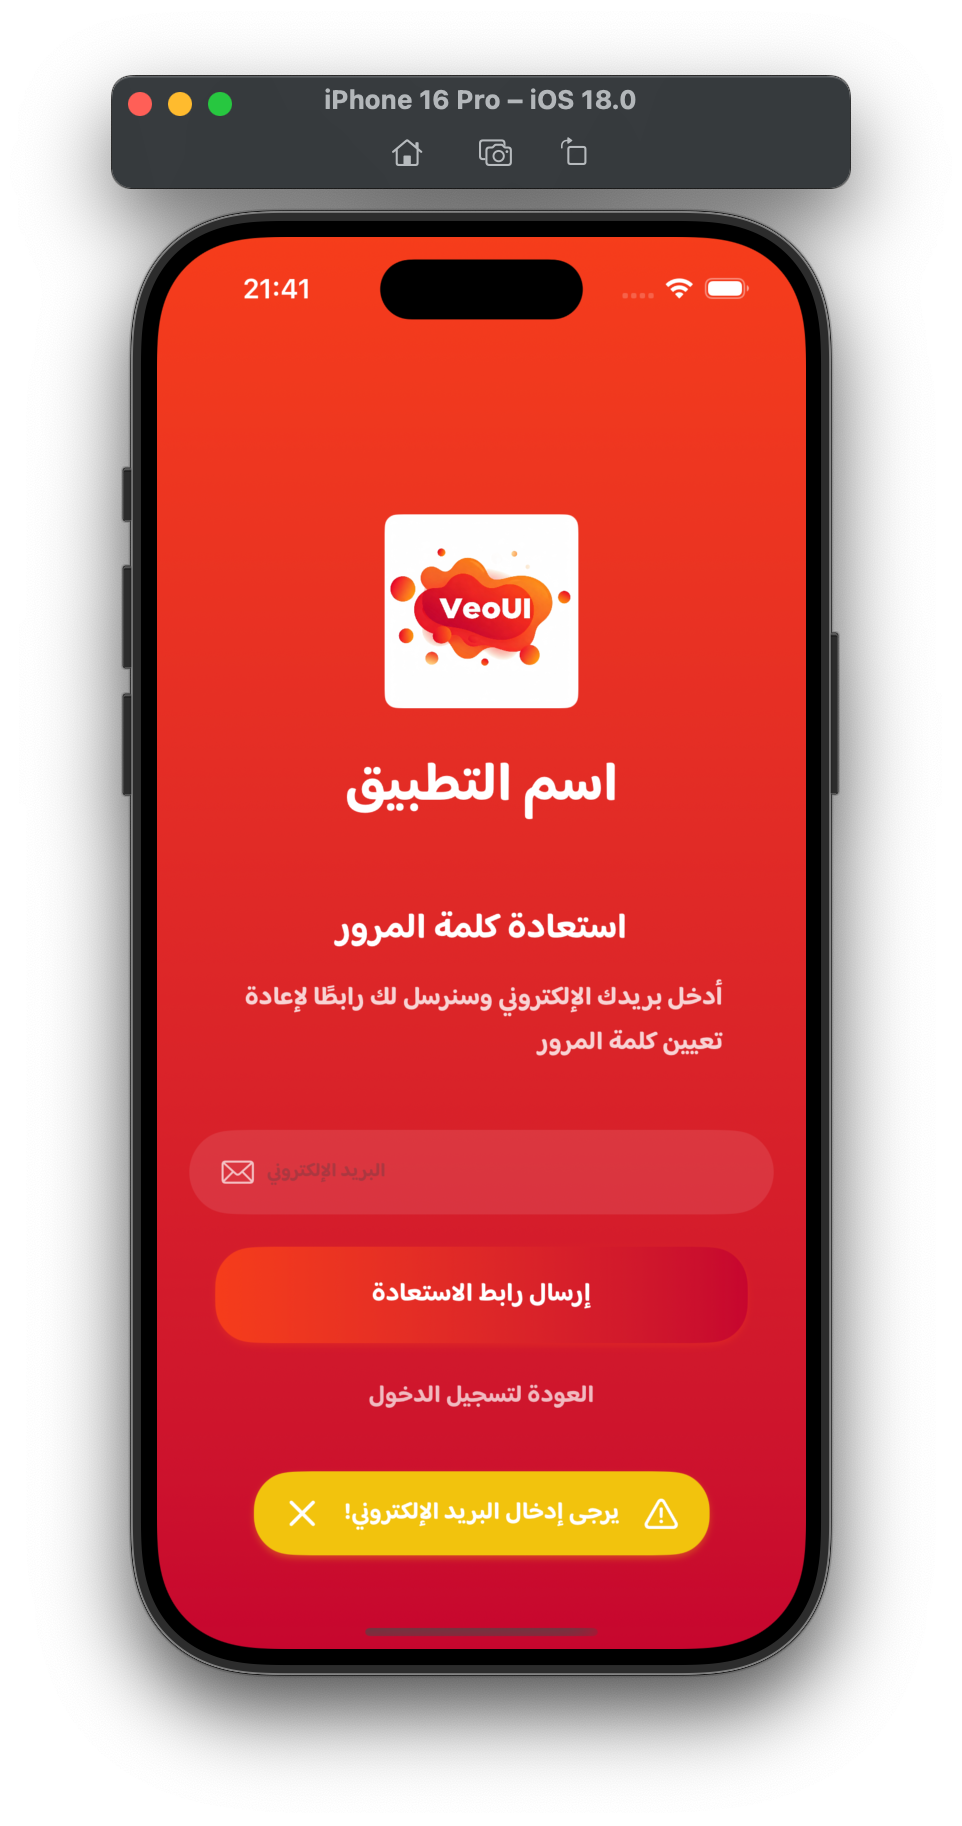 iPhone 16 Pro – iOS 18.0
21:41
VeoUI
اسم التطبيق
استعادة كلمة المرور
أدخل بريدك الإلكتروني وسنرسل لك رابطًا لإعادة
تعيين كلمة المرور
البريد الإلكتروني
إرسال رابط الاستعادة
العودة لتسجيل الدخول
يرجى إدخال البريد الإلكتروني!